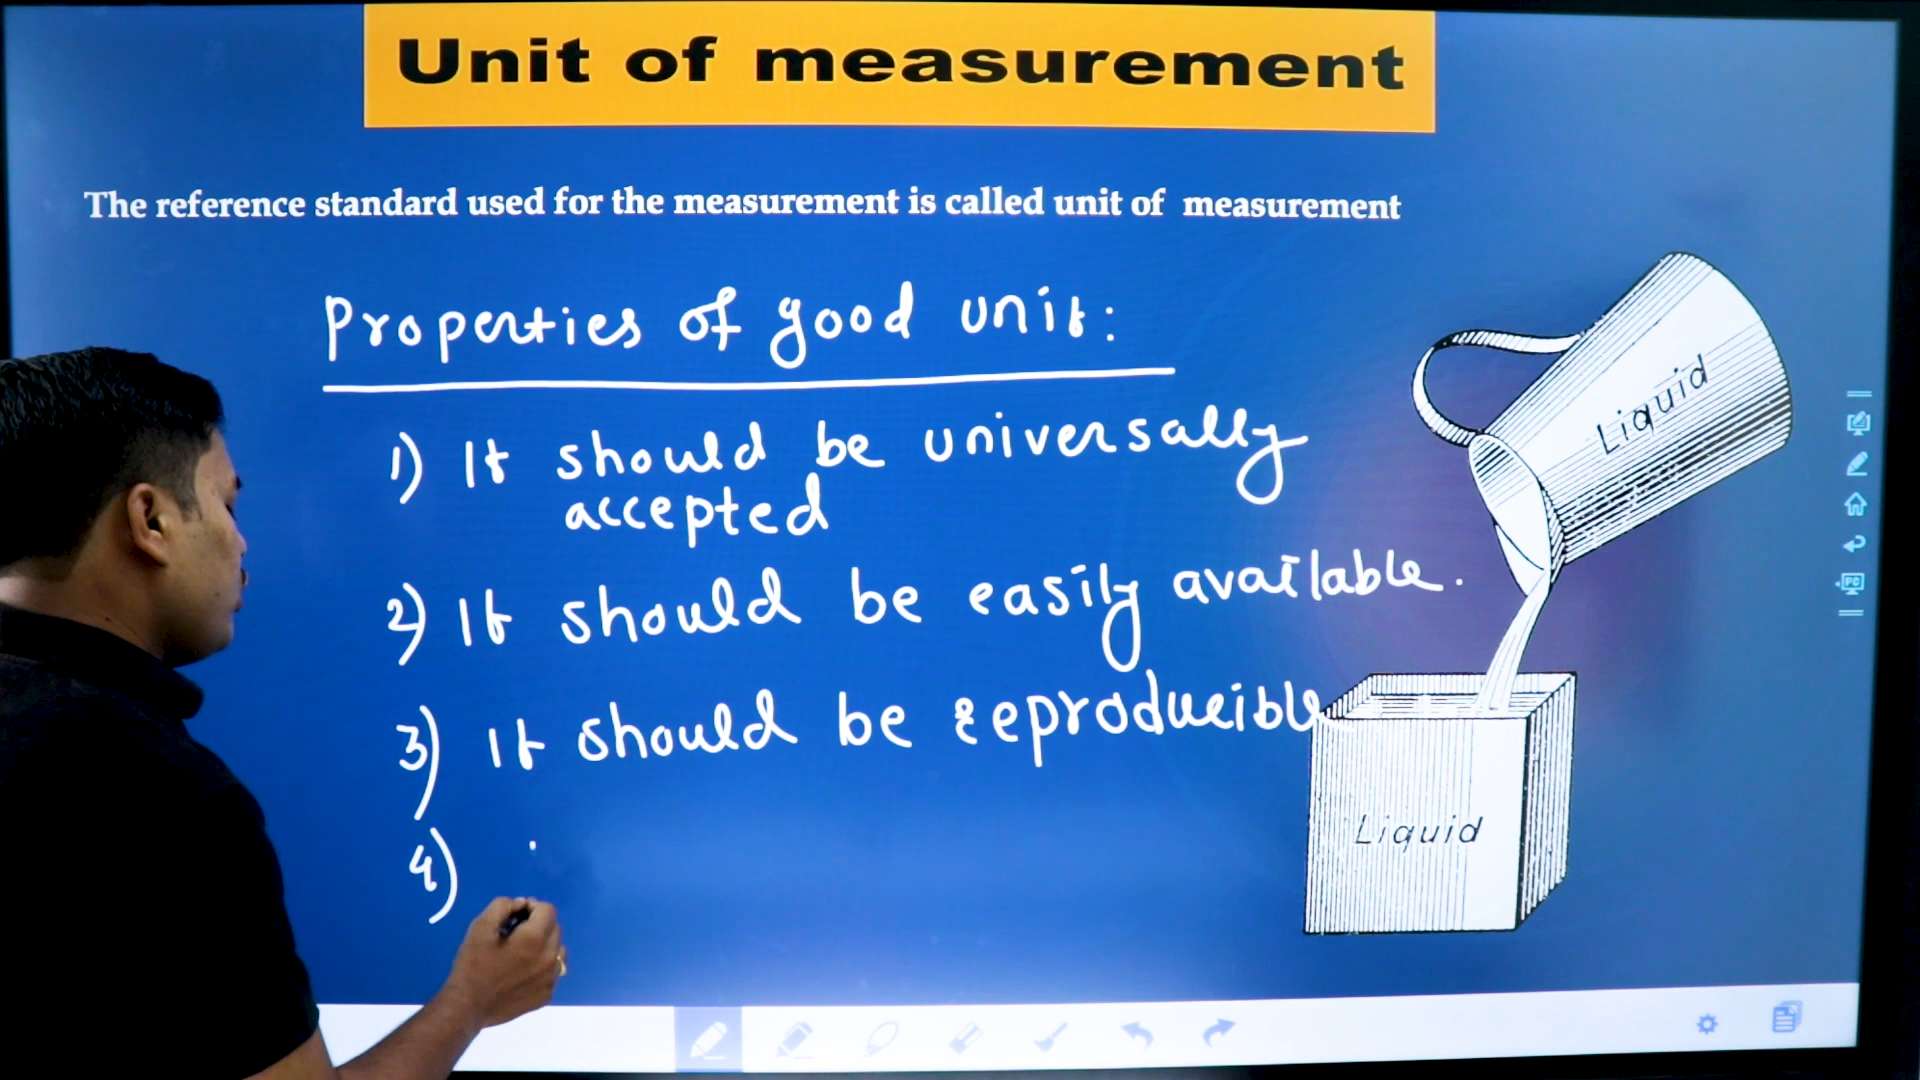 Unit of measurement
The reference standard used for the measurement is called unit of measurement
Properties of good unit:
1) It should be universally
accepted
2) It should be easily available.
3) It should be reproducible
4)
Liquid
Liquid
PC